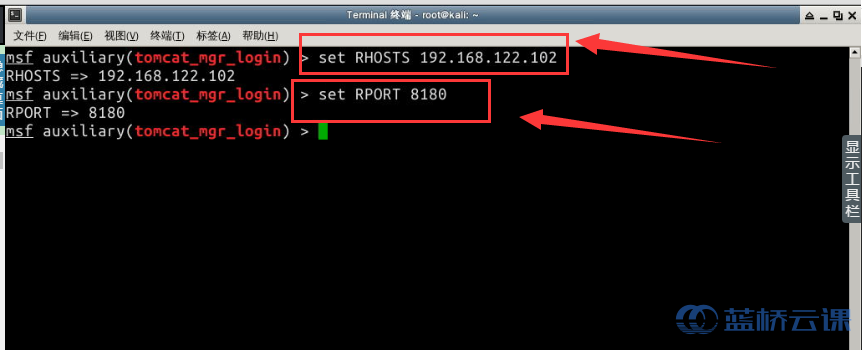 Terminal 终端 - root@kali: ~
文件(F) 编辑(E) 视图(V) 终端(T) 标签(A) 帮助(H)
msf auxiliary(tomcat_mgr_login) > set RHOSTS 192.168.122.102
RHOSTS => 192.168.122.102
msf auxiliary(tomcat_mgr_login) > set RPORT 8180
RPORT => 8180
msf auxiliary(tomcat_mgr_login) >
显示工具栏
蓝桥云课